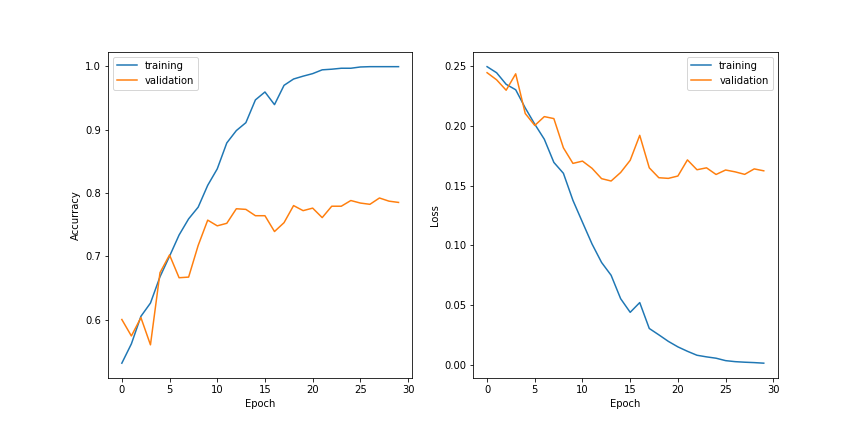 training
validation
1.0
0.9
0.8
0.7
0.6
Accurracy
0 5 10 15 20 25 30
Epoch
training
validation
0.25
0.20
0.15
0.10
0.05
0.00
Loss
0 5 10 15 20 25 30
Epoch